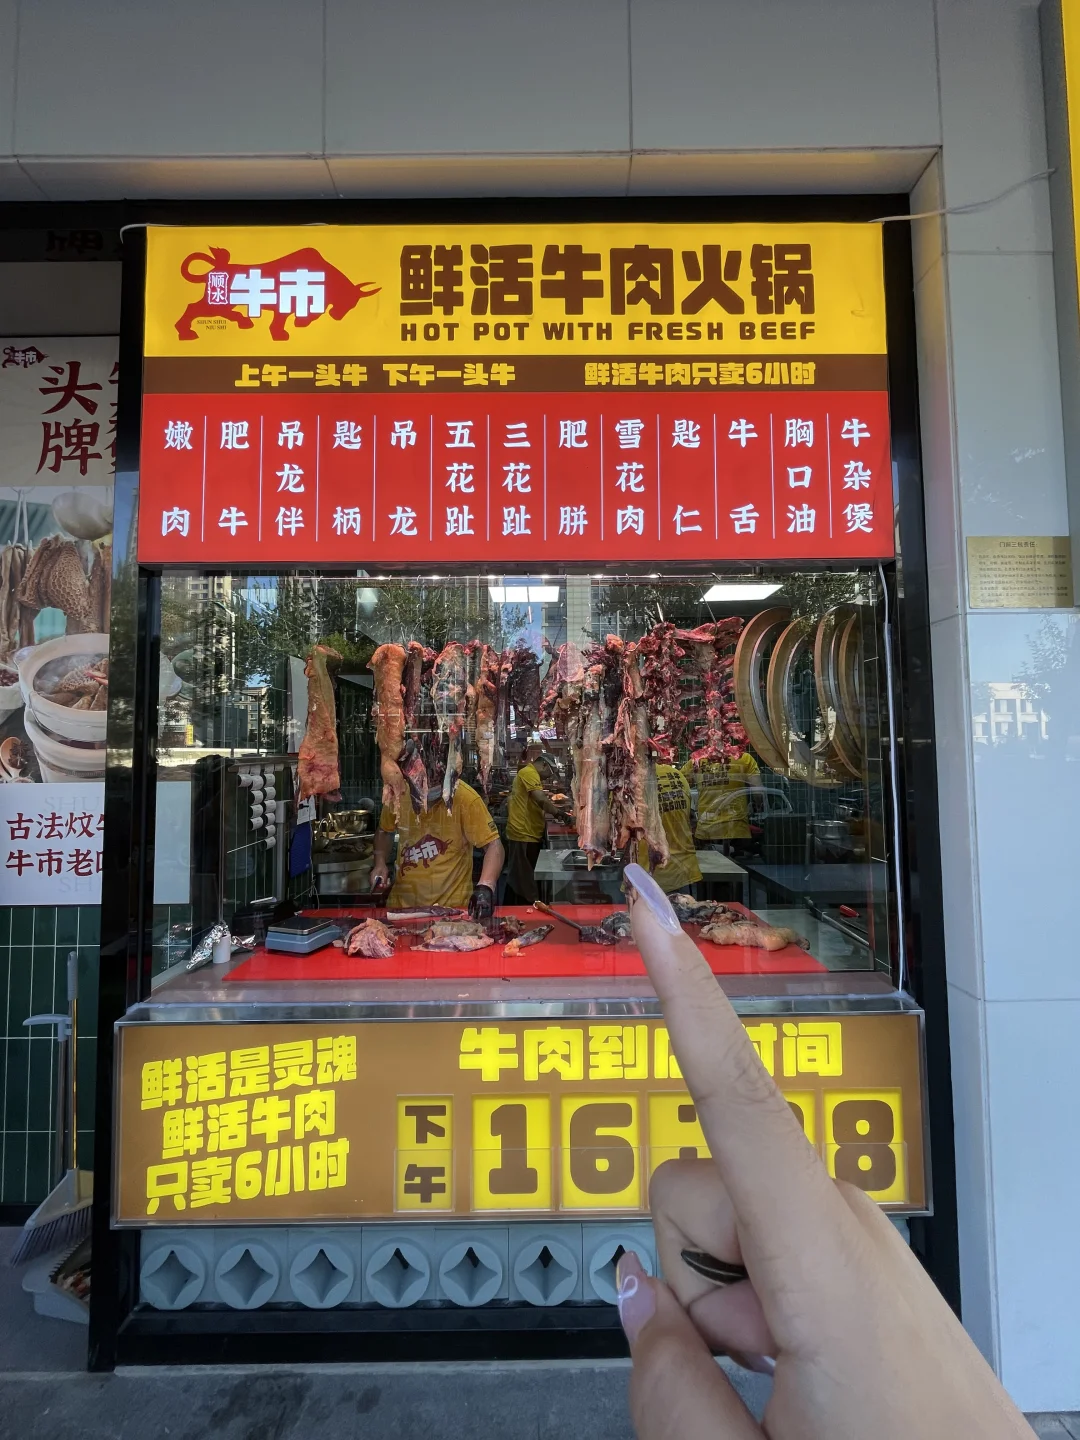 顺水
牛市
SHUN SHUI
NIU SHI
鲜活牛肉火锅
HOT POT WITH FRESH BEEF
上午一头牛 下午一头牛 鲜活牛肉只卖6小时
嫩肉
肥牛
吊龙伴
匙柄
吊龙
五花趾
三花趾
肥胼
雪花肉
匙仁
牛舌
胸口油
牛杂煲
牛市
头牌
古法炆牛
牛市老
牛市
鲜活是灵魂
鲜活牛肉
只卖6小时
牛肉到 时间
下午
16 8